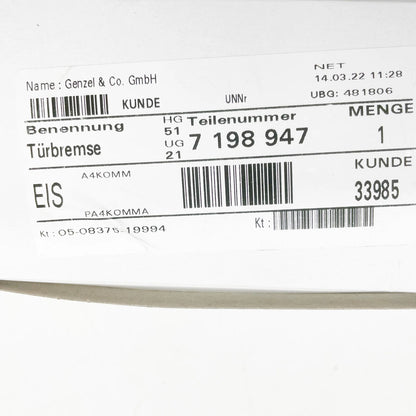 NET
Name : Genzel & Co. GmbH
14.03.22 11:28
KUNDE
UNNr
UBG: 481806
Benennung
HG
Teilenummer
MENGE
51
Türbremse
UG
7 198 947
1
21
KUNDE
A4KOMM
EIS
33985
PA4KOMMA
Kt : 05-08375-19994
Kt :